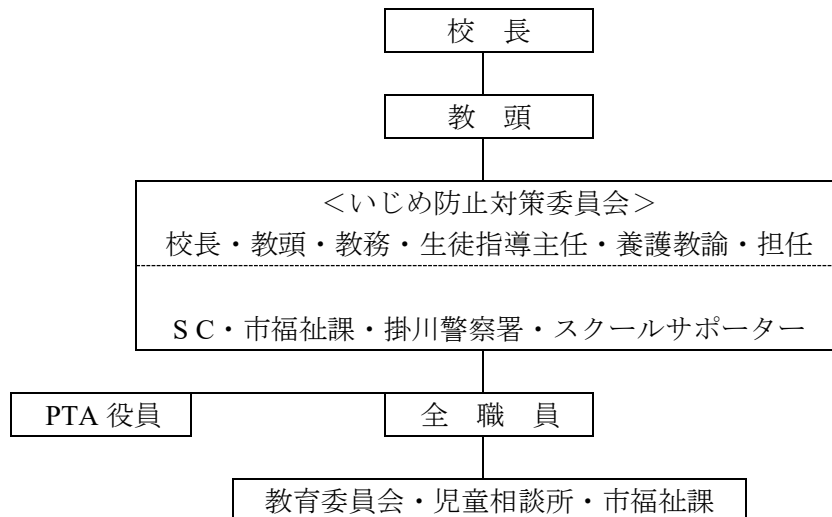 校　長
教　頭
＜いじめ防止対策委員会＞
校長・教頭・教務・生徒指導主任・養護教諭・担任
ＳＣ・市福祉課・掛川警察署・スクールサポーター
PTA 役員
全　職　員
教育委員会・児童相談所・市福祉課